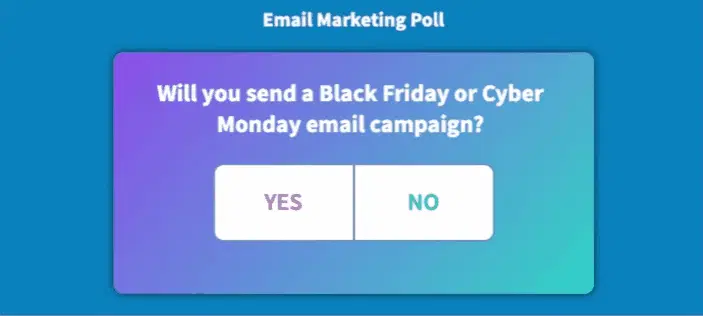 Email Marketing Poll
Will you send a Black Friday or Cyber
Monday email campaign?
YES
NO